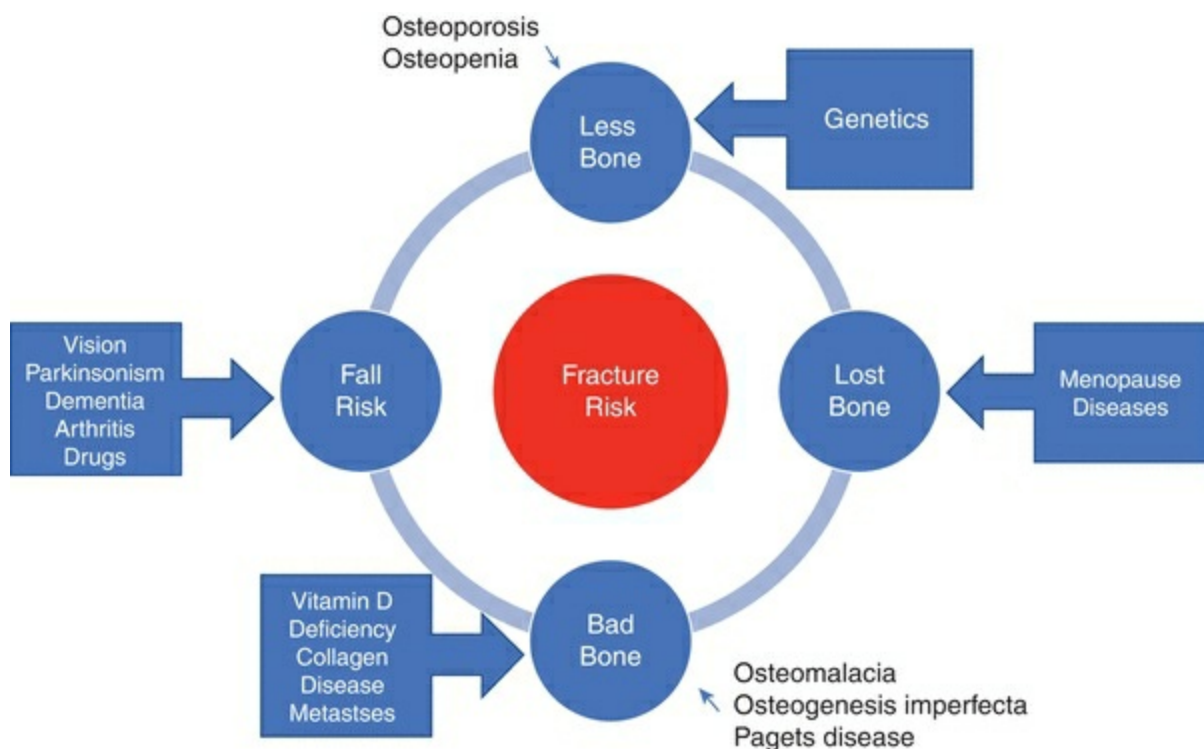 Osteoporosis
Osteopenia
Less
Bone
Genetics
Vision
Parkinsonism
Dementia
Arthritis
Drugs
Fall
Risk
Fracture
Risk
Lost
Bone
Menopause
Diseases
Vitamin D
Deficiency
Collagen
Disease
Metastses
Bad
Bone
Osteomalacia
Osteogenesis imperfecta
Pagets disease